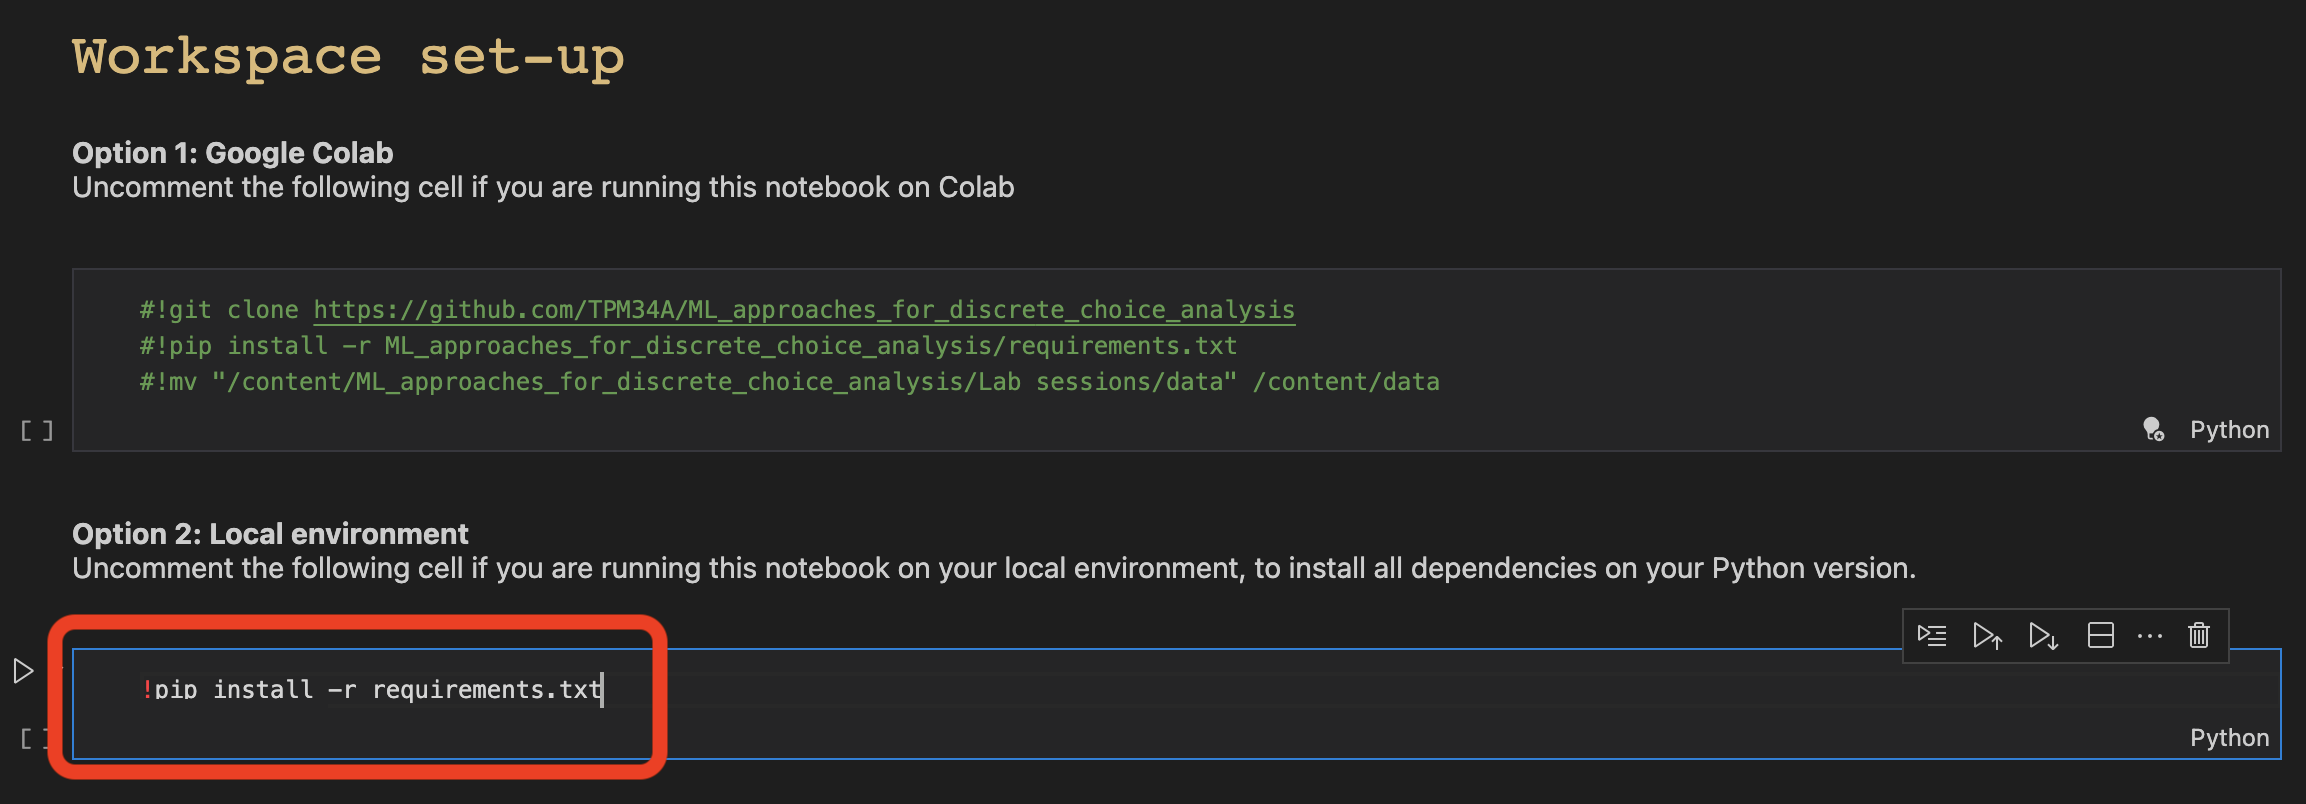 Workspace set-up
Option 1: Google Colab
Uncomment the following cell if you are running this notebook on Colab
#!git clone https://github.com/TPM34A/ML_approaches_for_discrete_choice_analysis
#!pip install -r ML_approaches_for_discrete_choice_analysis/requirements.txt
#!mv "/content/ML_approaches_for_discrete_choice_analysis/Lab sessions/data" /content/data
[ ]
Python
Option 2: Local environment
Uncomment the following cell if you are running this notebook on your local environment, to install all dependencies on your Python version.
!pip install -r requirements.txt
[ ]
Python